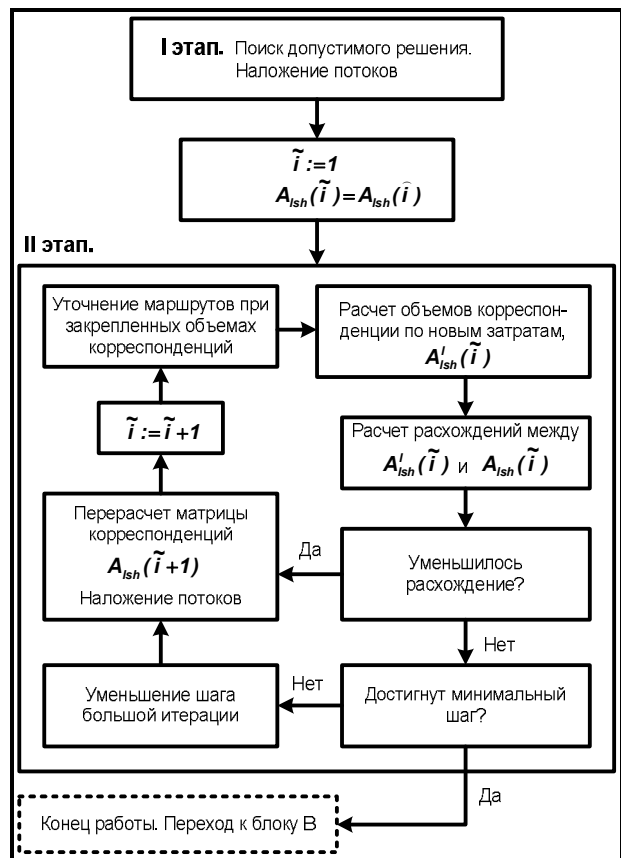 I этап. Поиск допустимого решения.
Наложение потоков
ĩ :=1
A_lsh(ĩ)=A_lsh(î)
II этап.
Уточнение маршрутов при
закрепленных объемах
корреспонденций
Расчет объемов корреспон-
денции по новым затратам,
A^I_lsh(ĩ)
ĩ :=ĩ+1
Расчет расхождений между
A^I_lsh(ĩ) и A_lsh(ĩ)
Перерасчет матрицы
корреспонденций
A_lsh(ĩ+1)
Наложение потоков
Да
Уменьшилось
расхождение?
Нет
Уменьшение шага
большой итерации
Нет
Достигнут минимальный
шаг?
Да
Конец работы. Переход к блоку В